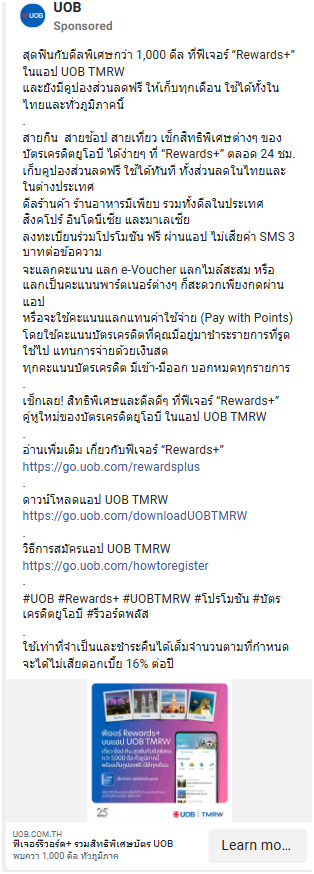 UOB
Sponsored
สุดฟินกับดีลพิเศษกว่า 1,000 ดีล ที่ฟีเจอร์ “Rewards+”
ในแอป UOB TMRW
และยังมีคูปองส่วนลดฟรี ให้เก็บทุกเดือน ใช้ได้ทั้งใน
ไทยและทั่วภูมิภาคนี้
.
สายกิน สายช้อป สายเที่ยว เช็กสิทธิพิเศษต่างๆ ของ
บัตรเครดิตยูโอบี ได้ง่ายๆ ที่ “Rewards+” ตลอด 24 ชม.
เก็บคูปองส่วนลดฟรี ใช้ได้ทันที ทั้งส่วนลดในไทยและ
ในต่างประเทศ
ดีลร้านค้า ร้านอาหารมีเพียบ รวมทั้งดีลในประเทศ
สิงคโปร์ อินโดนีเซีย และมาเลเซีย
ลงทะเบียนร่วมโปรโมชัน ฟรี ผ่านแอป ไม่เสียค่า SMS 3
บาทต่อข้อความ
จะแลกคะแนน แลก e-Voucher แลกไมล์สะสม หรือ
แลกเป็นคะแนนพาร์ตเนอร์ต่างๆ ก็สะดวกเพียงกดผ่าน
แอป
หรือจะใช้คะแนนแลกแทนค่าใช้จ่าย (Pay with Points)
โดยใช้คะแนนบัตรเครดิตที่คุณมีอยู่มาชำระรายการที่รูด
ใช้ไป แทนการจ่ายด้วยเงินสด
ทุกคะแนนบัตรเครดิต มีเข้า-มีออก บอกหมดทุกรายการ
.
เช็กเลย! สิทธิพิเศษและดีลดีๆ ที่ฟีเจอร์ “Rewards+”
คู่หูใหม่ของบัตรเครดิตยูโอบี ในแอป UOB TMRW
.
อ่านเพิ่มเติม เกี่ยวกับฟีเจอร์ “Rewards+”
https://go.uob.com/rewardsplus
.
ดาวน์โหลดแอป UOB TMRW
https://go.uob.com/downloadUOBTMRW
.
วิธีการสมัครแอป UOB TMRW
https://go.uob.com/howtoregister
.
#UOB #Rewards+ #UOBTMRW #โปรโมชัน #บัตร
เครดิตยูโอบี #รีวอร์ดพลัส
.
ใช้เท่าที่จำเป็นและชำระคืนได้เต็มจำนวนตามที่กำหนด
จะได้ไม่เสียดอกเบี้ย 16% ต่อปี
ฟีเจอร์ Rewards+
บนแอป UOB TMRW
กว่า 1,000 ดีล ทั่วภูมิภาคนี้
25
UOB | TMRW
UOB.COM.TH
ฟีเจอร์รีวอร์ด+ รวมสิทธิพิเศษบัตร UOB
พบกว่า 1,000 ดีล ทั่วภูมิภาค
Learn mo...